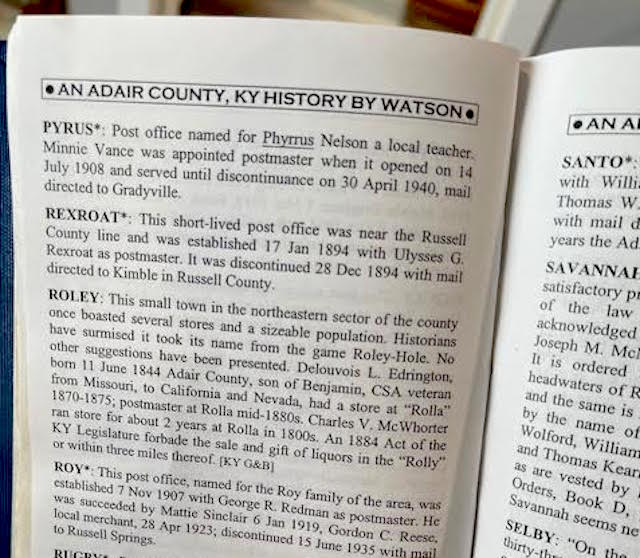 • AN ADAIR COUNTY, KY HISTORY BY WATSON •
PYRUS*: Post office named for Phyrrus Nelson a local teacher.
Minnie Vance was appointed postmaster when it opened on 14
July 1908 and served until discontinuance on 30 April 1940, mail
directed to Gradyville.
REXROAT*: This short-lived post office was near the Russell
County line and was established 17 Jan 1894 with Ulysses G.
Rexroat as postmaster. It was discontinued 28 Dec 1894 with mail
directed to Kimble in Russell County.
ROLEY: This small town in the northeastern sector of the county
once boasted several stores and a sizeable population. Historians
have surmised it took its name from the game Roley-Hole. No
other suggestions have been presented. Delouvois L. Edrington,
born 11 June 1844 Adair County, son of Benjamin, CSA veteran
from Missouri, to California and Nevada, had a store at “Rolla”
1870-1875; postmaster at Rolla mid-1880s. Charles V. McWhorter
ran store for about 2 years at Rolla in 1800s. An 1884 Act of the
KY Legislature forbade the sale and gift of liquors in the “Rolly”
or within three miles thereof. [KY G&B]
ROY*: This post office, named for the Roy family of the area, was
established 7 Nov 1907 with George R. Redman as postmaster. He
was succeeded by Mattie Sinclair 6 Jan 1919, Gordon C. Reese,
local merchant, 28 Apr 1923; discontinued 15 June 1935 with mail
to Russell Springs.
RUGBY*:
• AN
SANTO*:
with
Thomas W.
with mail
years the
SAVANNAH
satisfactory
of the law
acknowledged
Joseph M.
It is ordered
headwaters of
and the same is
by the name of
Wolford, William
and Thomas
as are vested by
Orders, Book D,
Savannah seems
SELBY: “On the